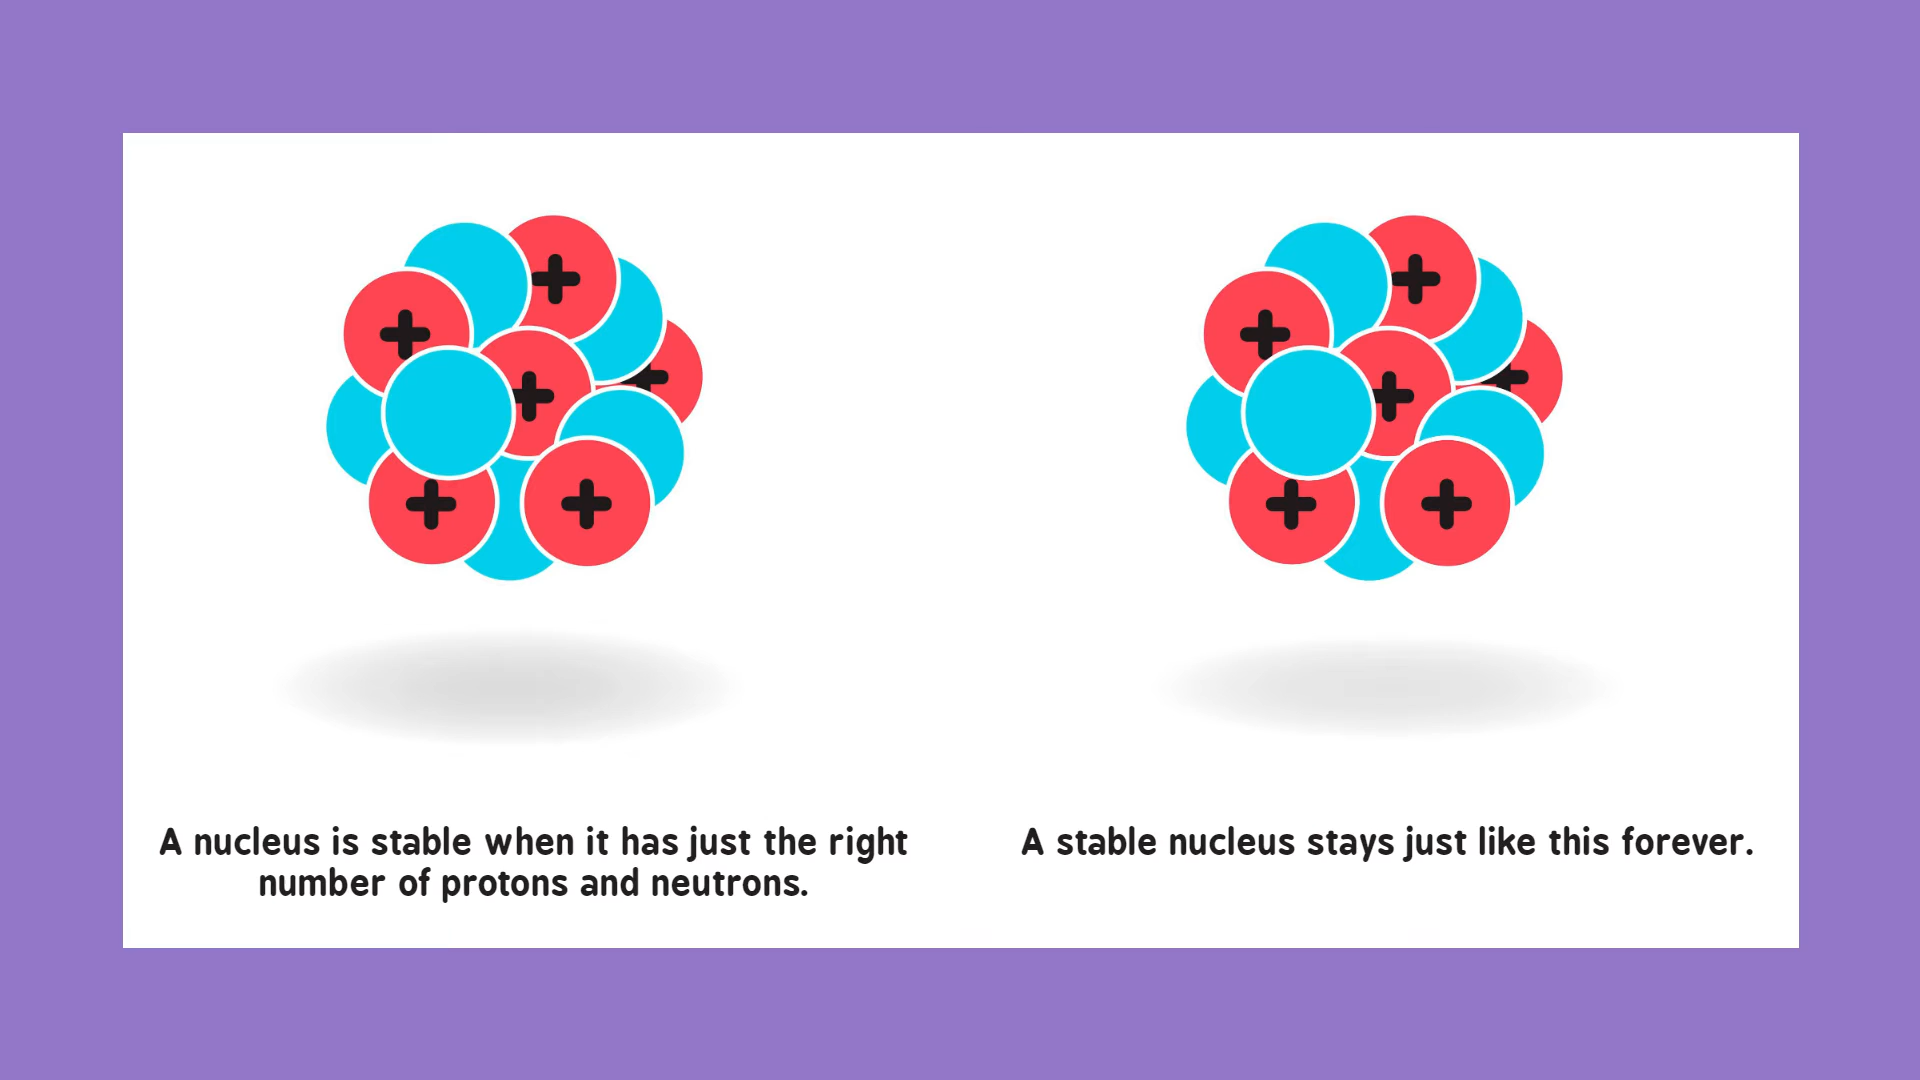 A nucleus is stable when it has just the right
number of protons and neutrons.
A stable nucleus stays just like this forever.